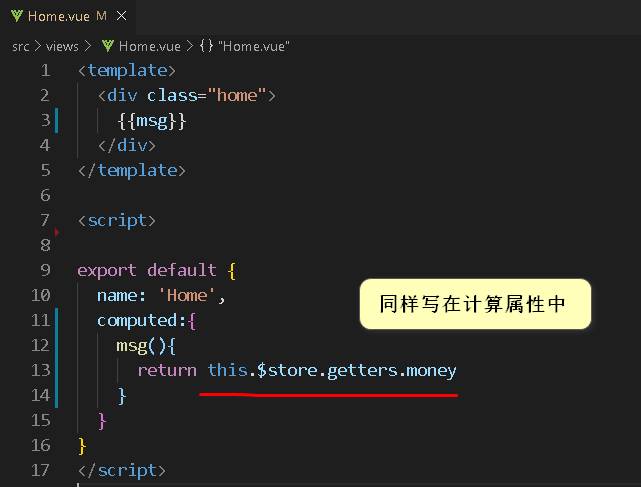 Home.vue M ×
src > views > Home.vue > {} "Home.vue"
1 <template>
2 <div class="home">
3 {{msg}}
4 </div>
5 </template>
6
7 <script>
8
9 export default {
10 name: 'Home',
同样写在计算属性中
11 computed:{
12 msg(){
13 return this.$store.getters.money
14 }
15 }
16 }
17 </script>